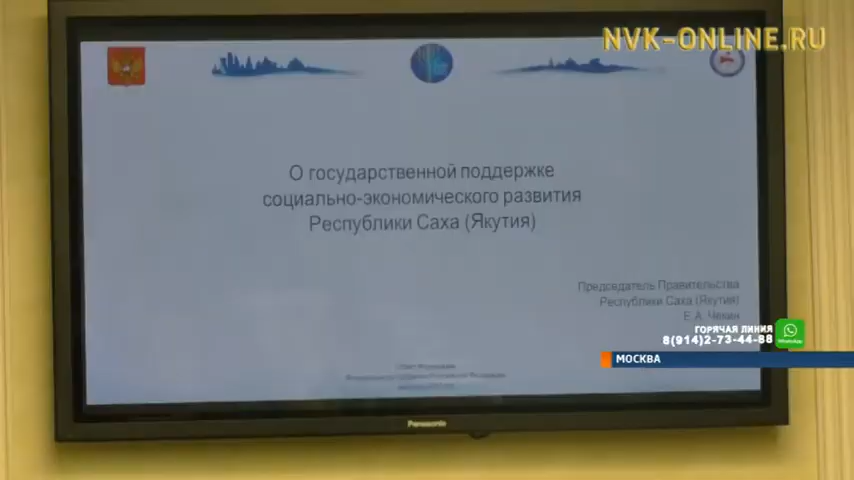 NVK-ONLINE.RU
О государственной поддержке
социально-экономического развития
Республики Саха (Якутия)
Председатель Правительства
Республики Саха (Якутия)
Е.А. Чекин
ГОРЯЧАЯ ЛИНИЯ
8(914)2-73-44-88
WhatsApp
МОСКВА
Panasonic